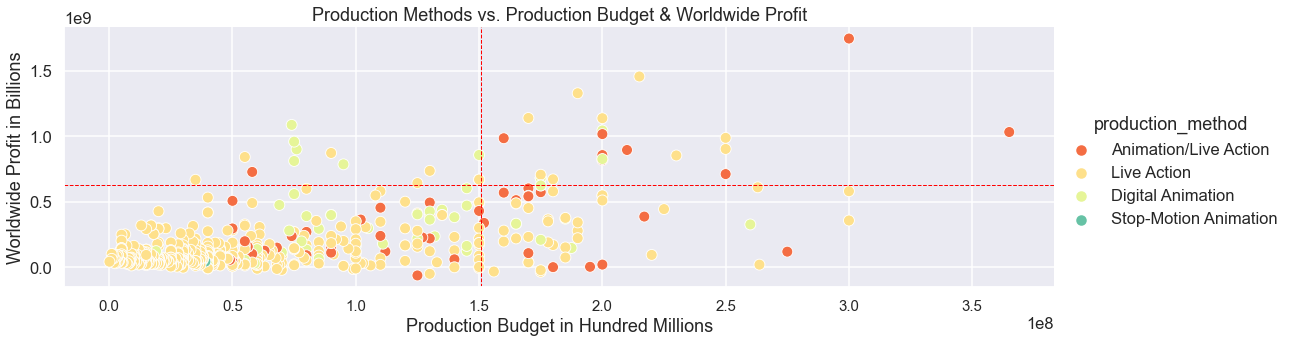 Production Methods vs. Production Budget & Worldwide Profit
1e9
Worldwide Profit in Billions
1.5
1.0
0.5
0.0
0.0 0.5 1.0 1.5 2.0 2.5 3.0 3.5
1e8
Production Budget in Hundred Millions
production_method
Animation/Live Action
Live Action
Digital Animation
Stop-Motion Animation